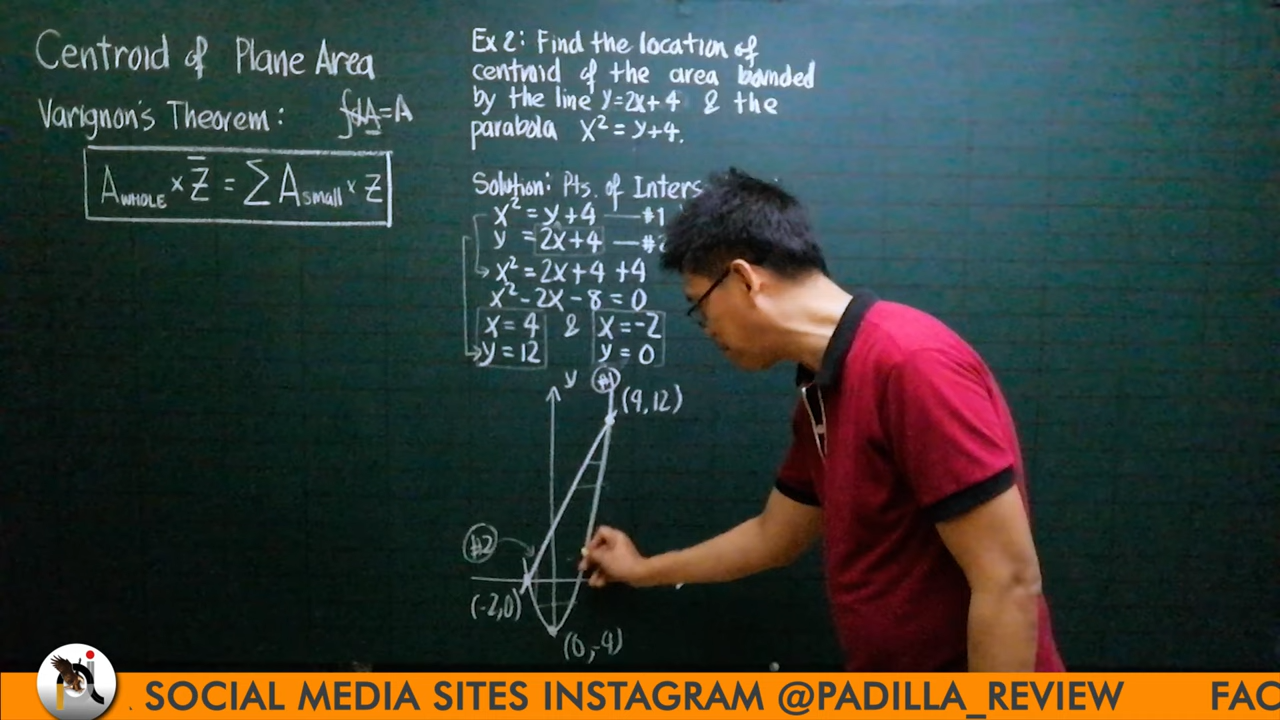 Centroid of Plane Area
Varignon's Theorem: ∫dA = A
A WHOLE × Z̄ = ∑ A small × Z
Ex 2: Find the location of
centroid of the area bounded
by the line y=2x+4 & the
parabola x² = y+4.
Solution: Pts. of Inters
x² = y+4 — #1
y = 2x+4 — #2
x² = 2x+4 +4
x² - 2x - 8 = 0
x = 4 & x = -2
y = 12 y = 0
y #1
(4,12)
#2
(-2,0)
(0,-4)
. SOCIAL MEDIA SITES INSTAGRAM @PADILLA_REVIEW FAC